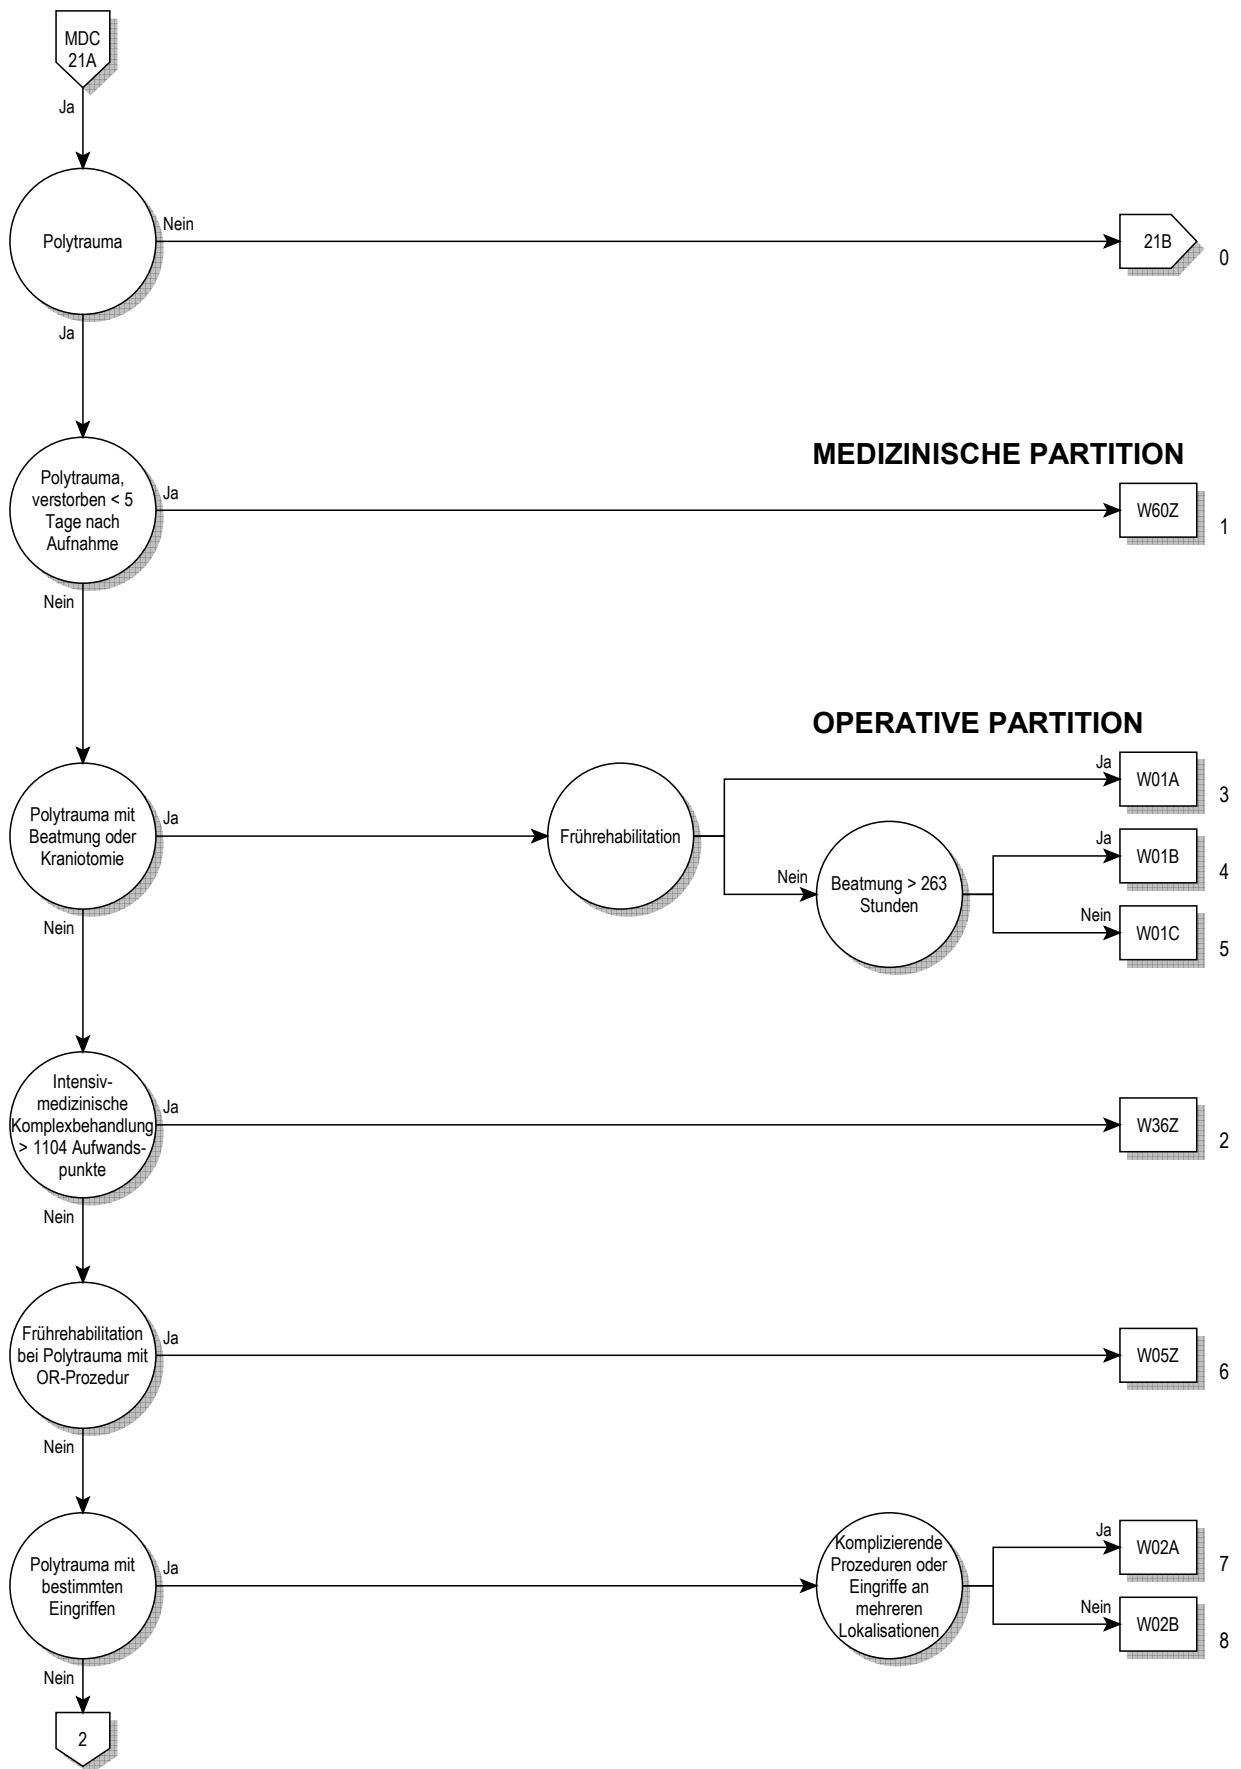 MDC
21A
Ja
Polytrauma
Nein
21B
0
Ja
MEDIZINISCHE PARTITION
Polytrauma,
verstorben < 5
Tage nach
Aufnahme
Ja
W60Z
1
Nein
OPERATIVE PARTITION
Polytrauma mit
Beatmung oder
Kraniotomie
Ja
Frührehabilitation
Ja
W01A
3
Nein
Beatmung > 263
Stunden
Ja
W01B
4
Nein
W01C
5
Nein
Intensiv-
medizinische
Komplexbehandlung
> 1104 Aufwands-
punkte
Ja
W36Z
2
Nein
Frührehabilitation
bei Polytrauma mit
OR-Prozedur
Ja
W05Z
6
Nein
Polytrauma mit
bestimmten
Eingriffen
Ja
Komplizierende
Prozeduren oder
Eingriffe an
mehreren
Lokalisationen
Ja
W02A
7
Nein
W02B
8
Nein
2